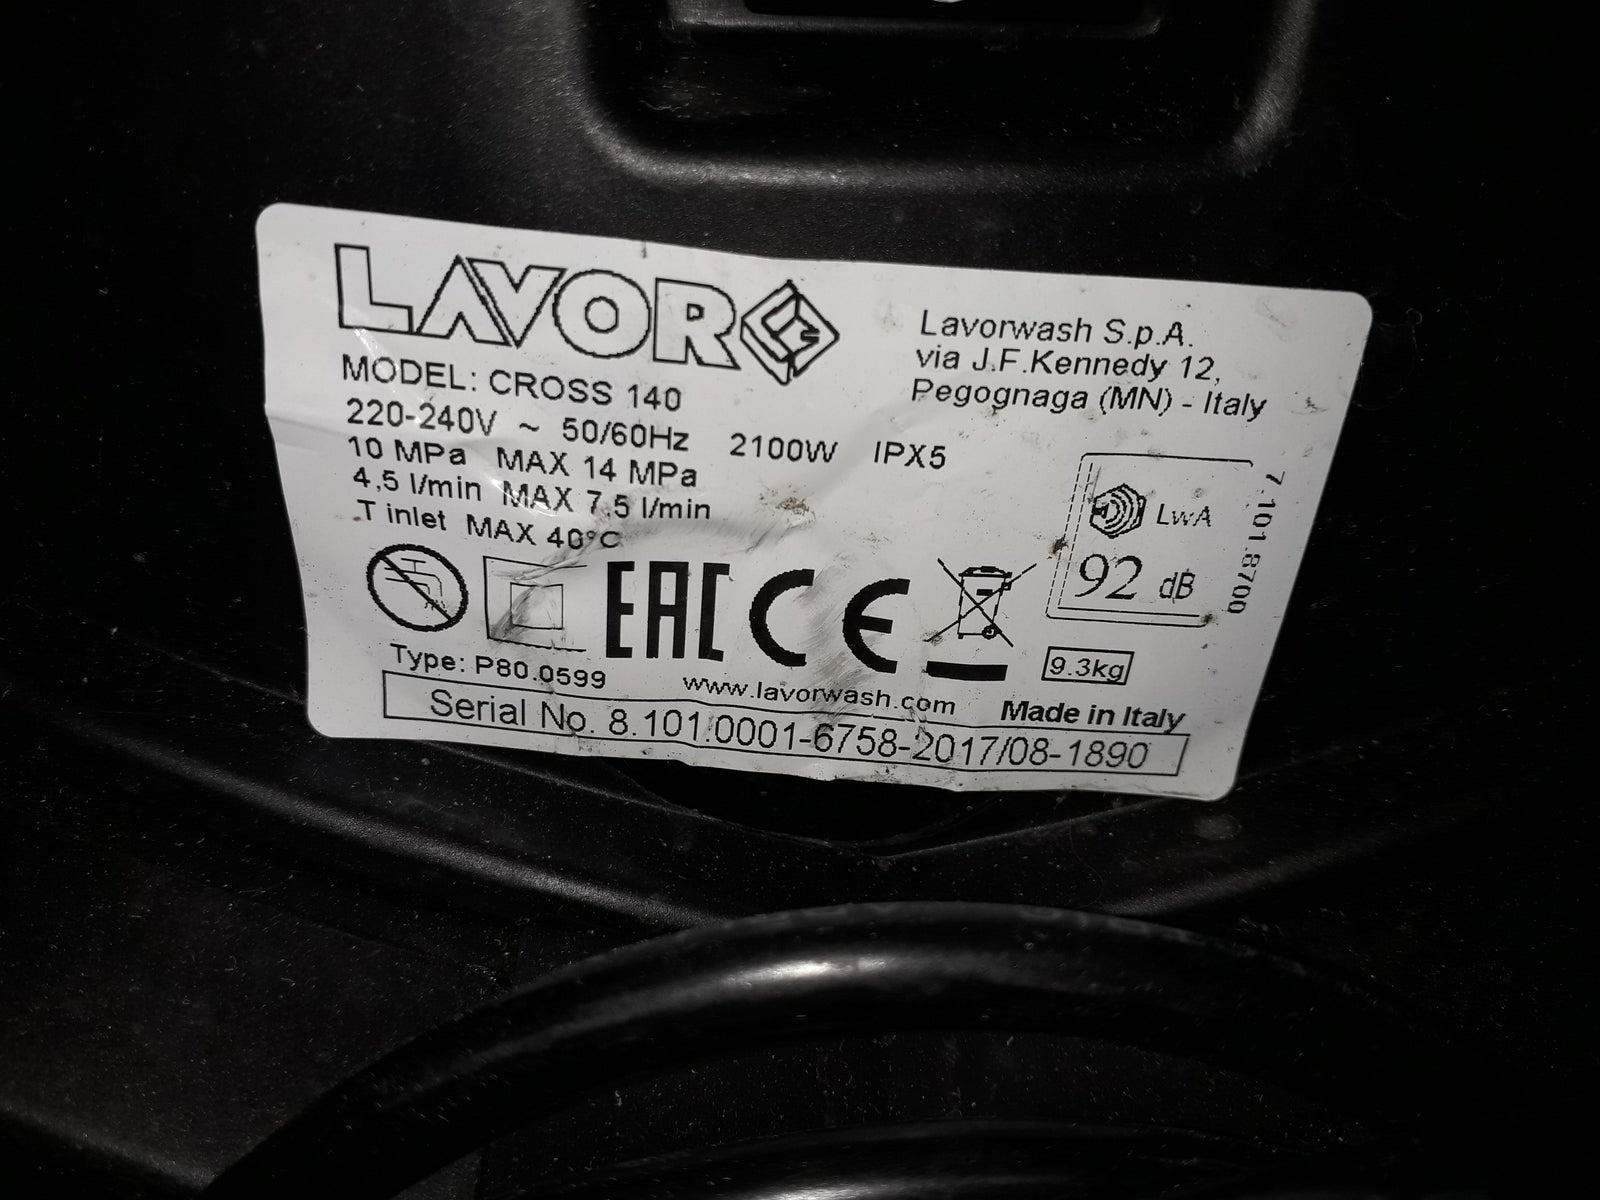 LAVOR
MODEL: CROSS 140
220-240V ~ 50/60Hz 2100W IPX5
10 MPa MAX 14 MPa
4,5 l/min MAX 7,5 l/min
T inlet MAX 40°C
Lavorwash S.p.A.
via J.F.Kennedy 12,
Pegognaga (MN) - Italy
LwA
92 dB
7.101.8700
EAC CE
9.3kg
Type: P80.0599
www.lavorwash.com
Made in Italy
Serial No. 8.101.0001-6758-2017/08-1890